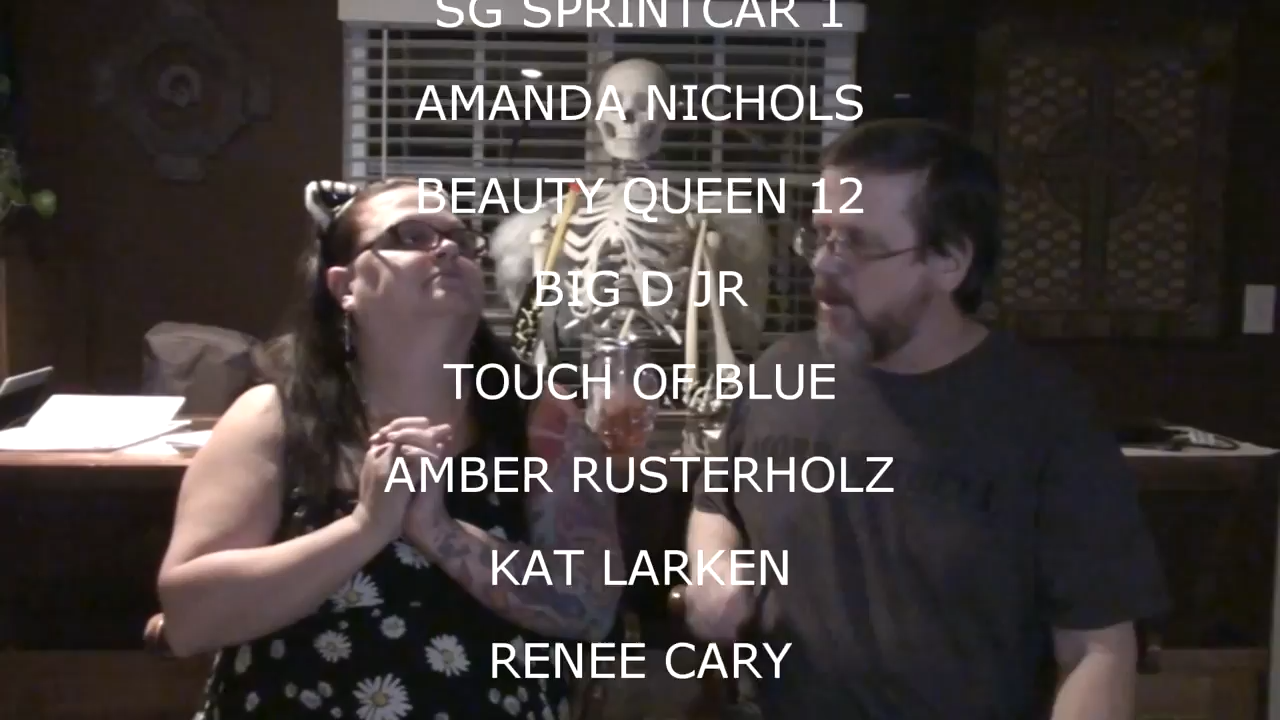 SG SPRINTCAR 1
AMANDA NICHOLS
BEAUTY QUEEN 12
BIG D JR
TOUCH OF BLUE
AMBER RUSTERHOLZ
KAT LARKEN
RENEE CARY